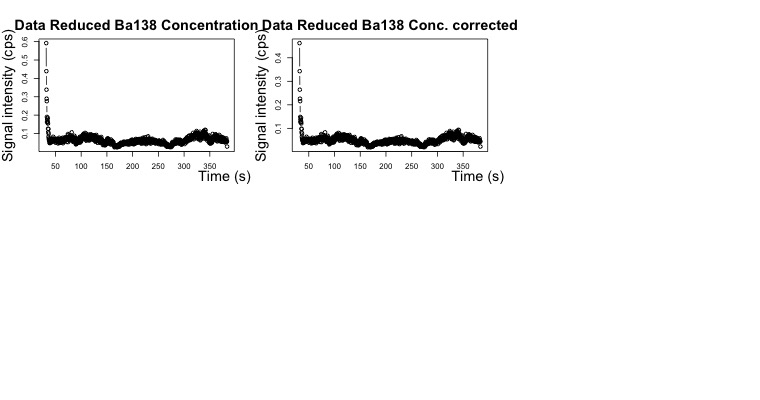 Data Reduced Ba138 Concentration
Signal intensity (cps)
0.1
0.2
0.3
0.4
0.5
0.6
50 100 150 200 250 300 350
Time (s)
Data Reduced Ba138 Conc. corrected
Signal intensity (cps)
0.1
0.2
0.3
0.4
50 100 150 200 250 300 350
Time (s)